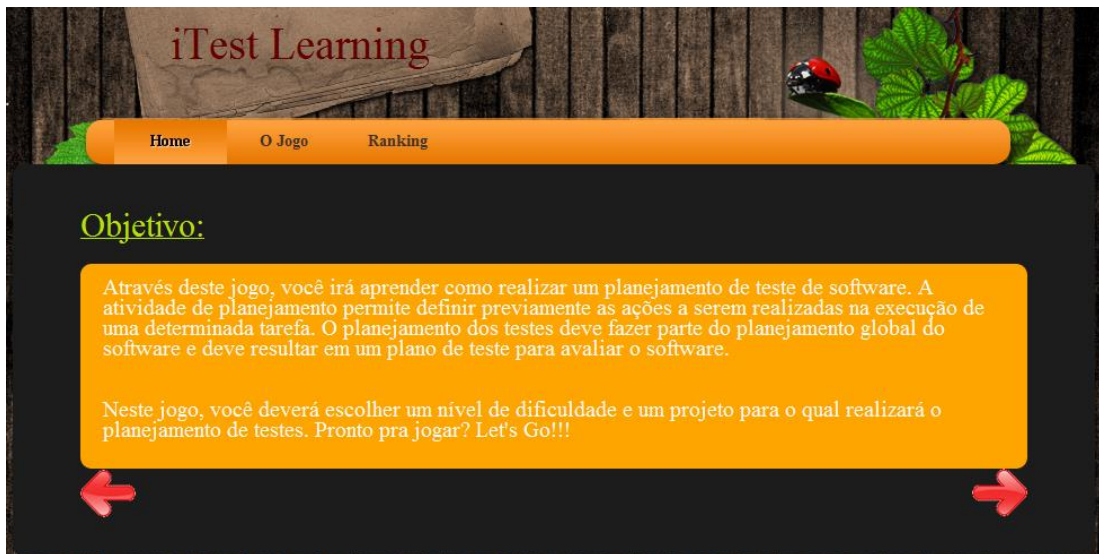 iTest Learning
Home O Jogo Ranking
Objetivo:
Através deste jogo, você irá aprender como realizar um planejamento de teste de software. A
atividade de planejamento permite definir previamente as ações a serem realizadas na execução de
uma determinada tarefa. O planejamento dos testes deve fazer parte do planejamento global do
software e deve resultar em um plano de teste para avaliar o software.
Neste jogo, você deverá escolher um nível de dificuldade e um projeto para o qual realizará o
planejamento de testes. Pronto pra jogar? Let's Go!!!